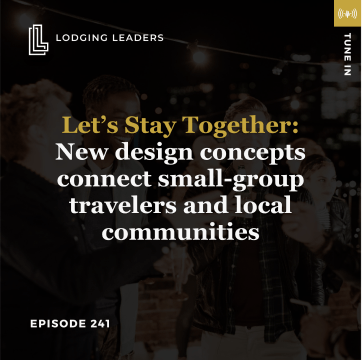 LODGING LEADERS
TUNE IN
Let's Stay Together:
New design concepts
connect small-group
travelers and local
communities
EPISODE 241